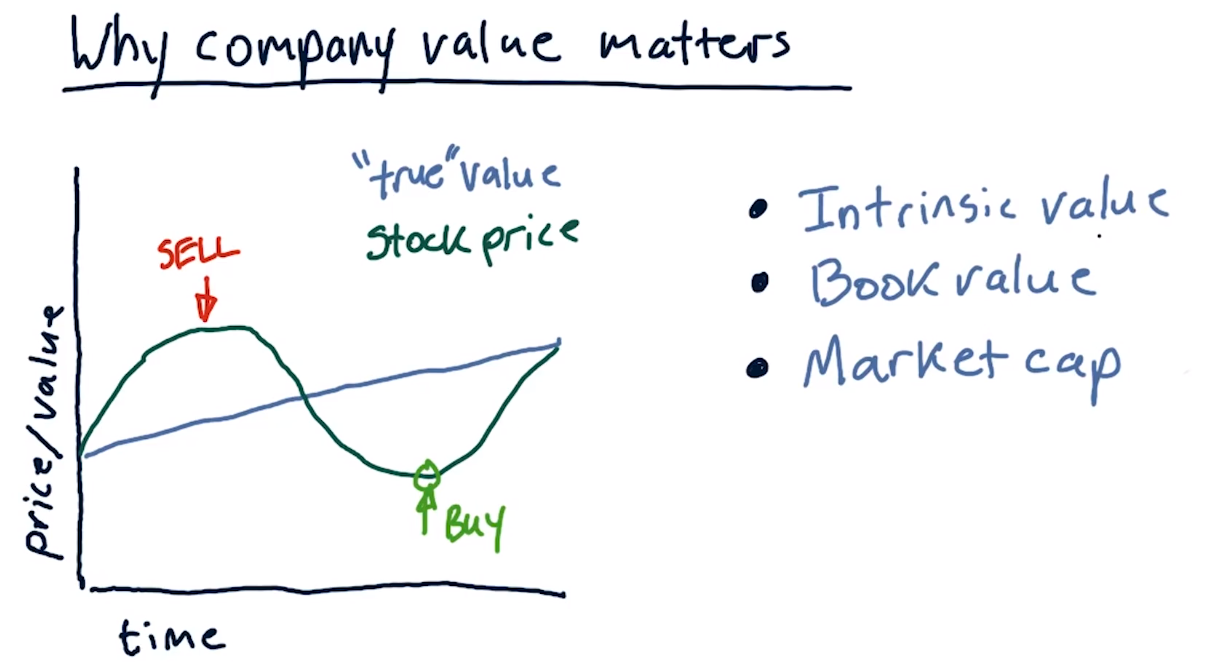 Why company value matters
"true" value
Stock price
SELL
BUY
price/value
time
• Intrinsic value
• Book value
• Market cap